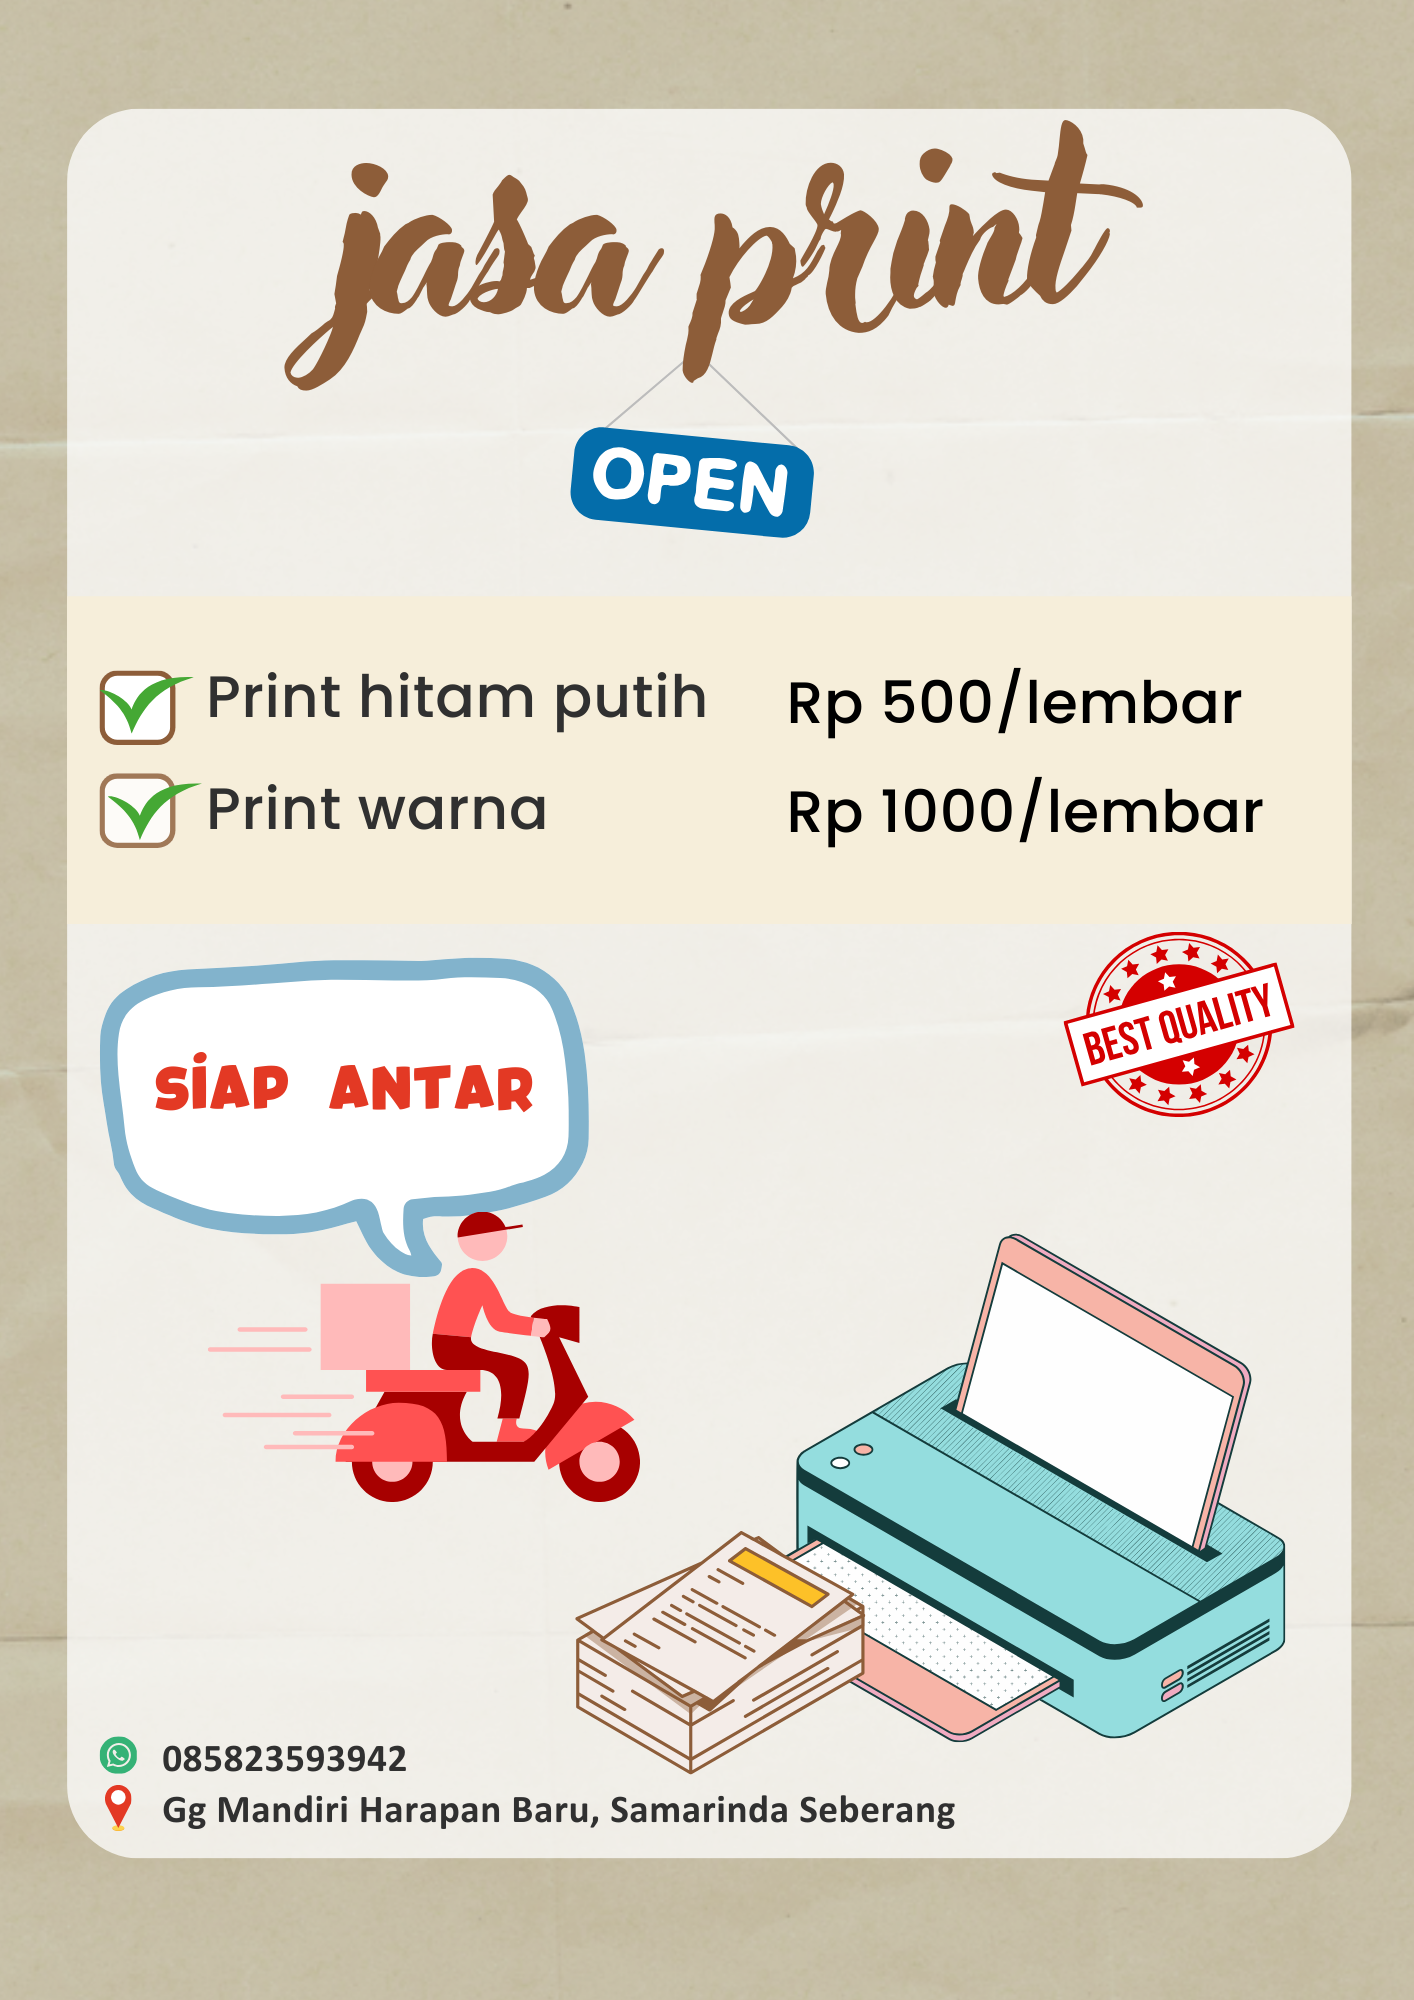 jasa print
OPEN
Print hitam putih Rp 500/lembar
Print warna Rp 1000/lembar
BEST QUALITY
SIAP ANTAR
085823593942
Gg Mandiri Harapan Baru, Samarinda Seberang